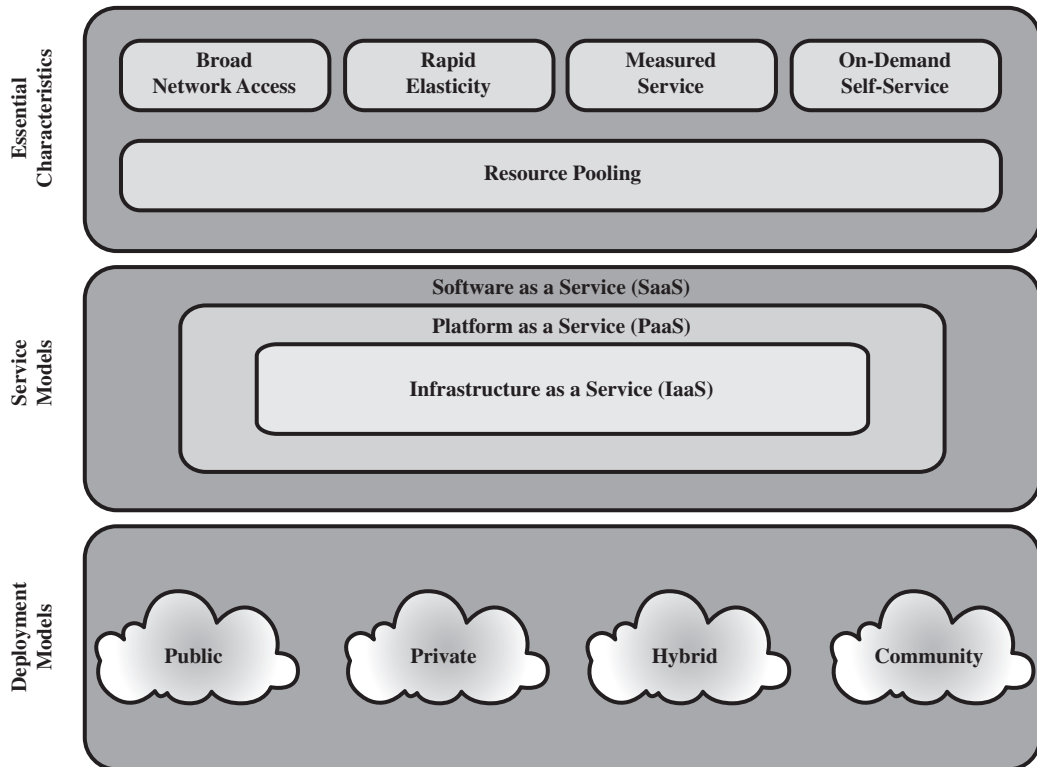 Essential
Characteristics
Broad
Network Access
Rapid
Elasticity
Measured
Service
On-Demand
Self-Service
Resource Pooling
Service
Models
Software as a Service (SaaS)
Platform as a Service (PaaS)
Infrastructure as a Service (IaaS)
Deployment
Models
Public
Private
Hybrid
Community